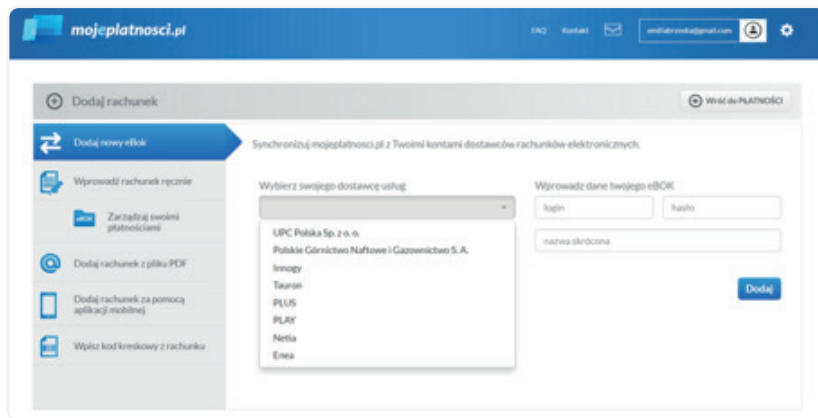 mojeplatnosci.pl
FAQ Kontakt
Dodaj rachunek
Wróć do PŁATNOŚCI
Dodaj nowy eBok
Synchronizuj mojeplatnosci.pl z Twoimi kontami dostawców rachunków elektronicznych.
Wprowadź rachunek ręcznie
Wybierz swojego dostawcę usług:
Wprowadź dane twojego eBOK:
login
hasło
eBOK
Zarządzaj swoimi
płatnościami
UPC Polska Sp. z o. o.
nazwa skrócona
Polskie Górnictwo Naftowe i Gazownictwo S. A.
Dodaj rachunek z pliku PDF
Innogy
Tauron
Dodaj
Dodaj rachunek za pomocą
aplikacji mobilnej
PLUS
PLAY
Wpisz kod kreskowy z rachunku
Netia
Enea